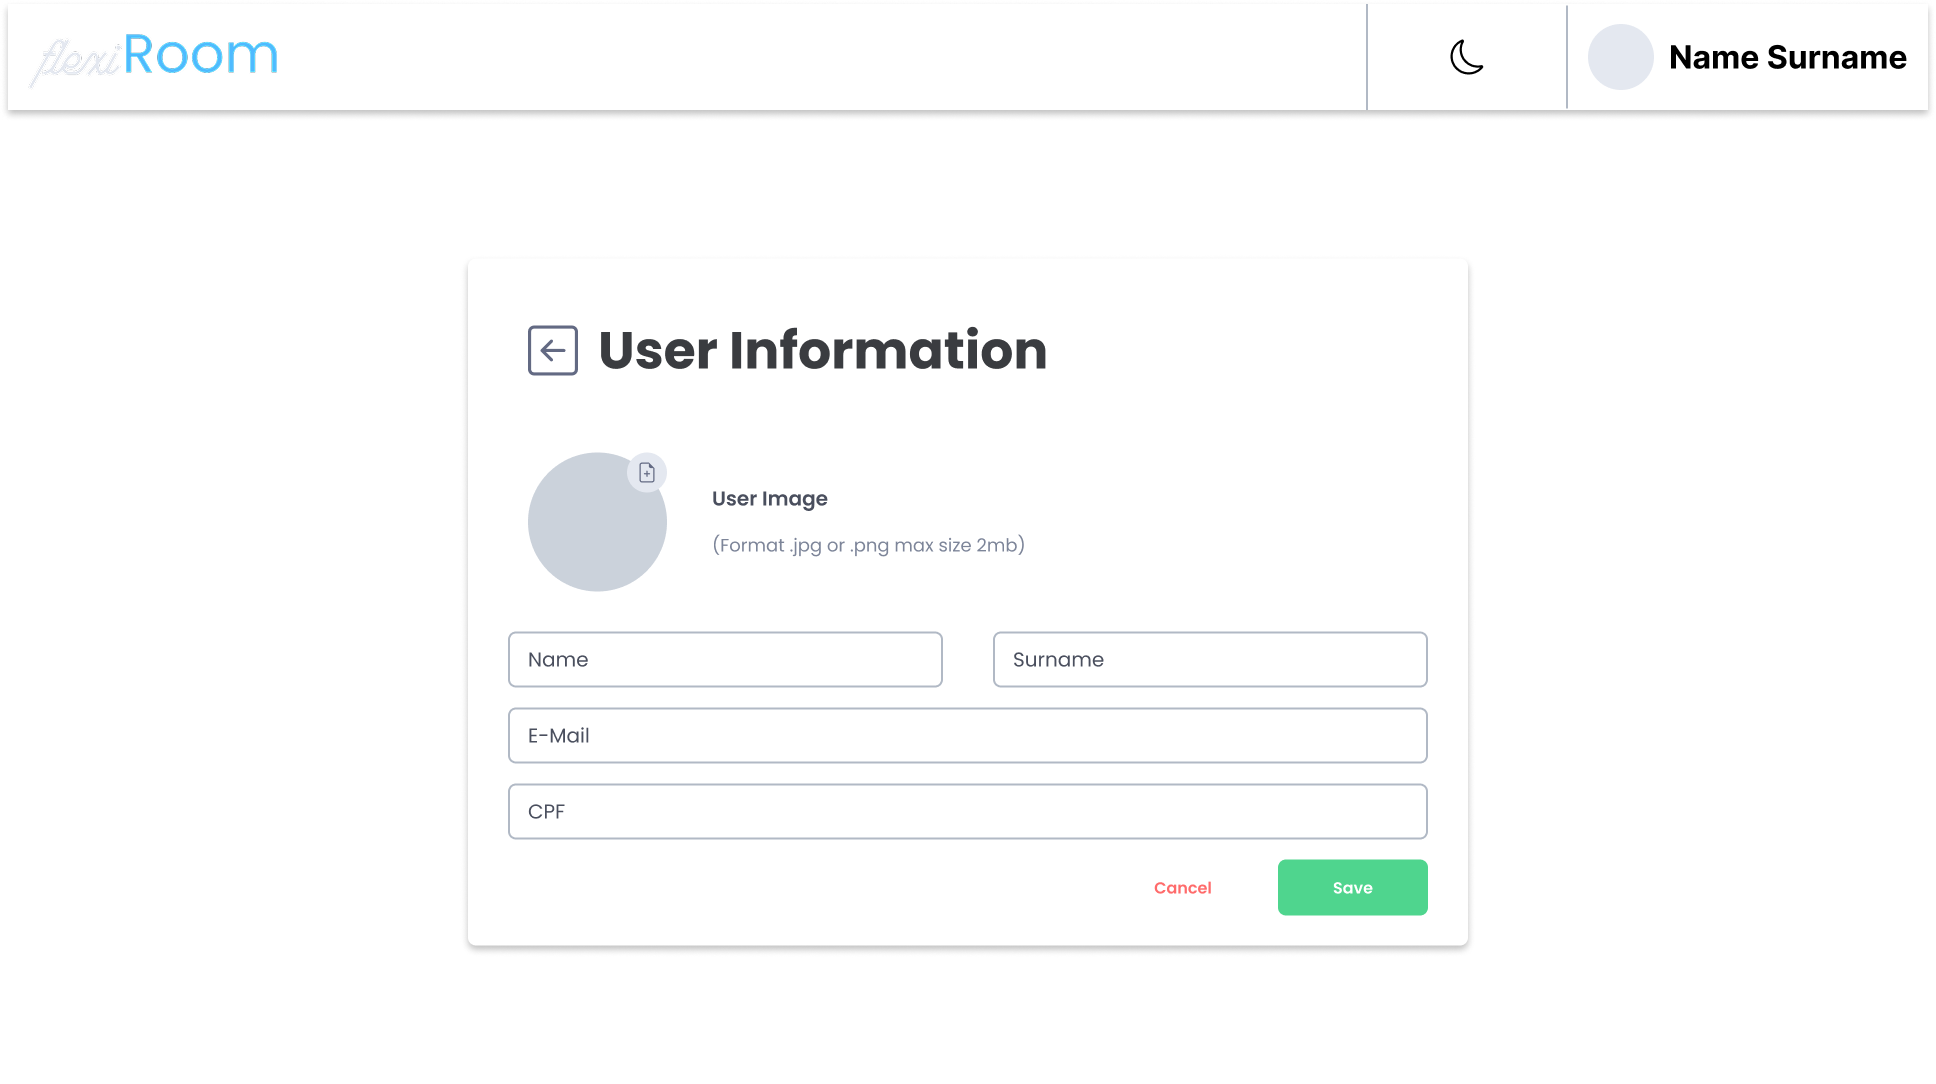 flexiRoom
Name Surname
User Information
User Image
(Format .jpg or .png max size 2mb)
Name
Surname
E-Mail
CPF
Cancel
Save